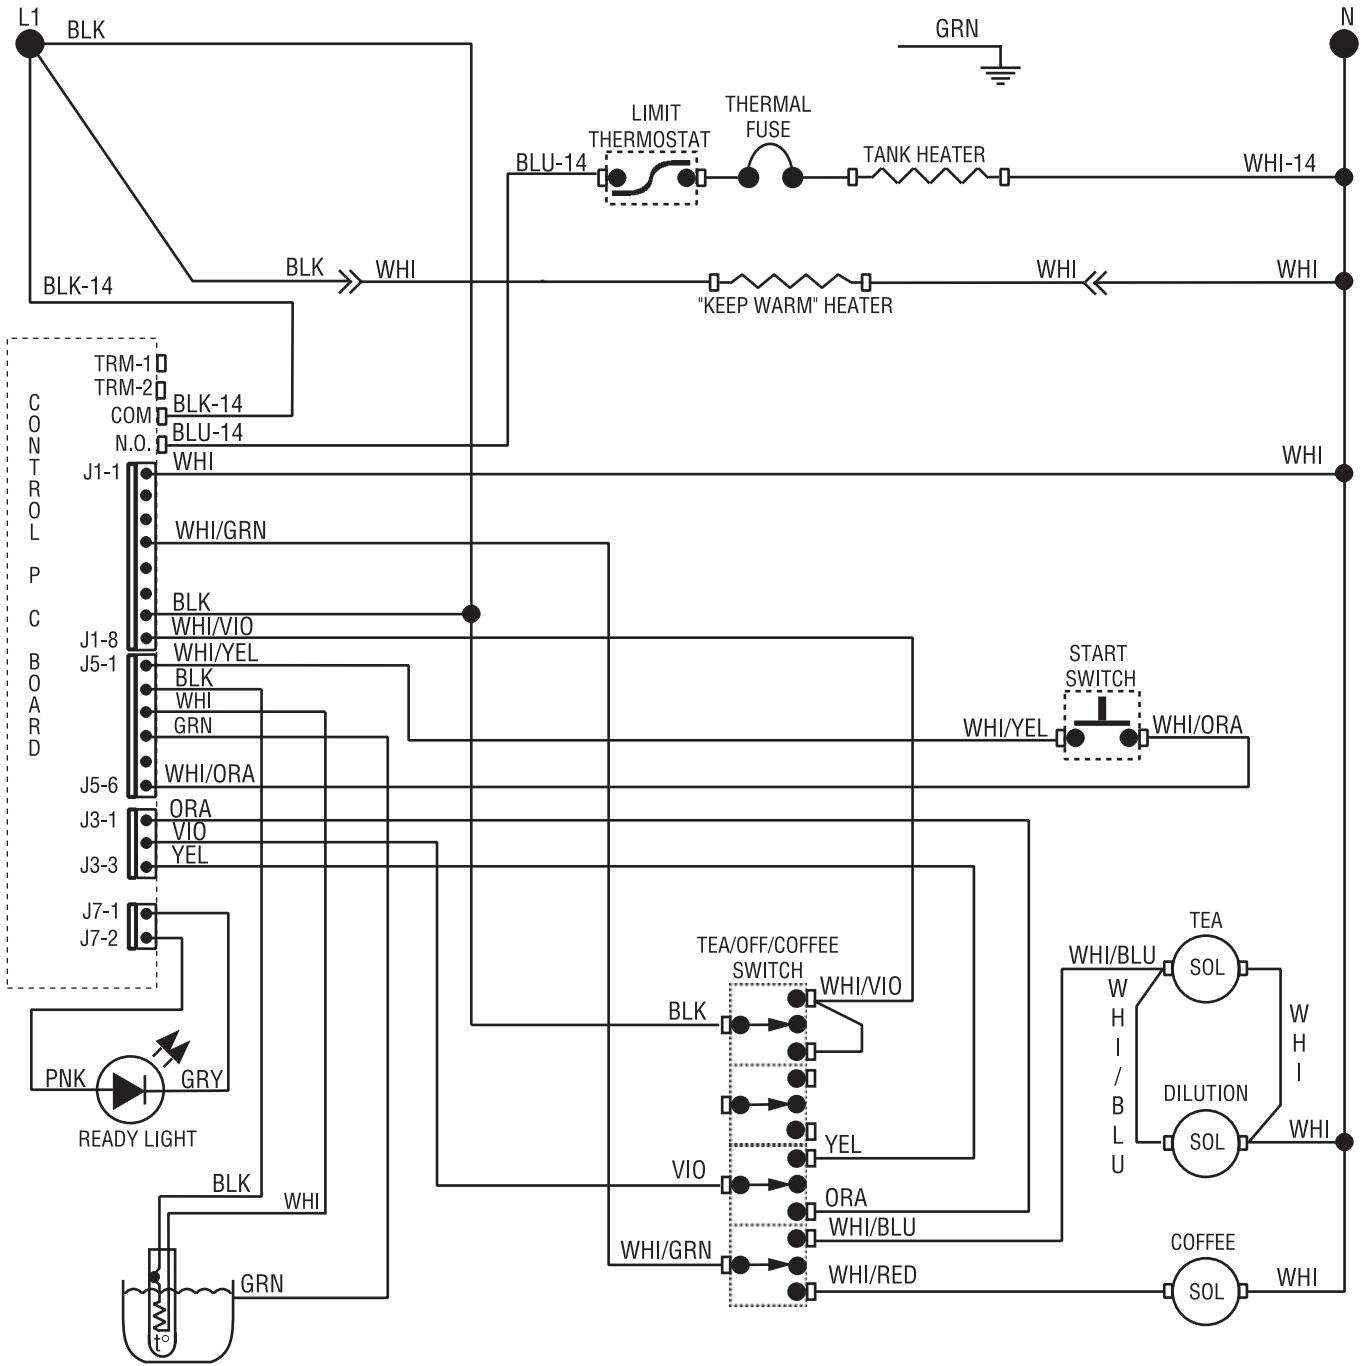 L1
BLK
GRN
N
LIMIT
THERMOSTAT
THERMAL
FUSE
BLU-14
TANK HEATER
WHI-14
BLK
WHI
"KEEP WARM" HEATER
WHI
WHI
BLK-14
CONTROL PC BOARD
TRM-1
TRM-2
COM
BLK-14
N.O.
BLU-14
J1-1
WHI
WHI
WHI/GRN
BLK
J1-8
WHI/VIO
J5-1
WHI/YEL
BLK
WHI
GRN
START
SWITCH
WHI/YEL
WHI/ORA
J5-6
WHI/ORA
J3-1
ORA
VIO
J3-3
YEL
J7-1
J7-2
TEA/OFF/COFFEE
SWITCH
BLK
WHI/VIO
TEA
WHI/BLU
SOL
WHI/BLU
WHI
PNK
GRY
READY LIGHT
DILUTION
SOL
WHI
YEL
VIO
ORA
WHI/BLU
BLK
WHI
WHI/GRN
WHI/RED
COFFEE
SOL
WHI
GRN
t°